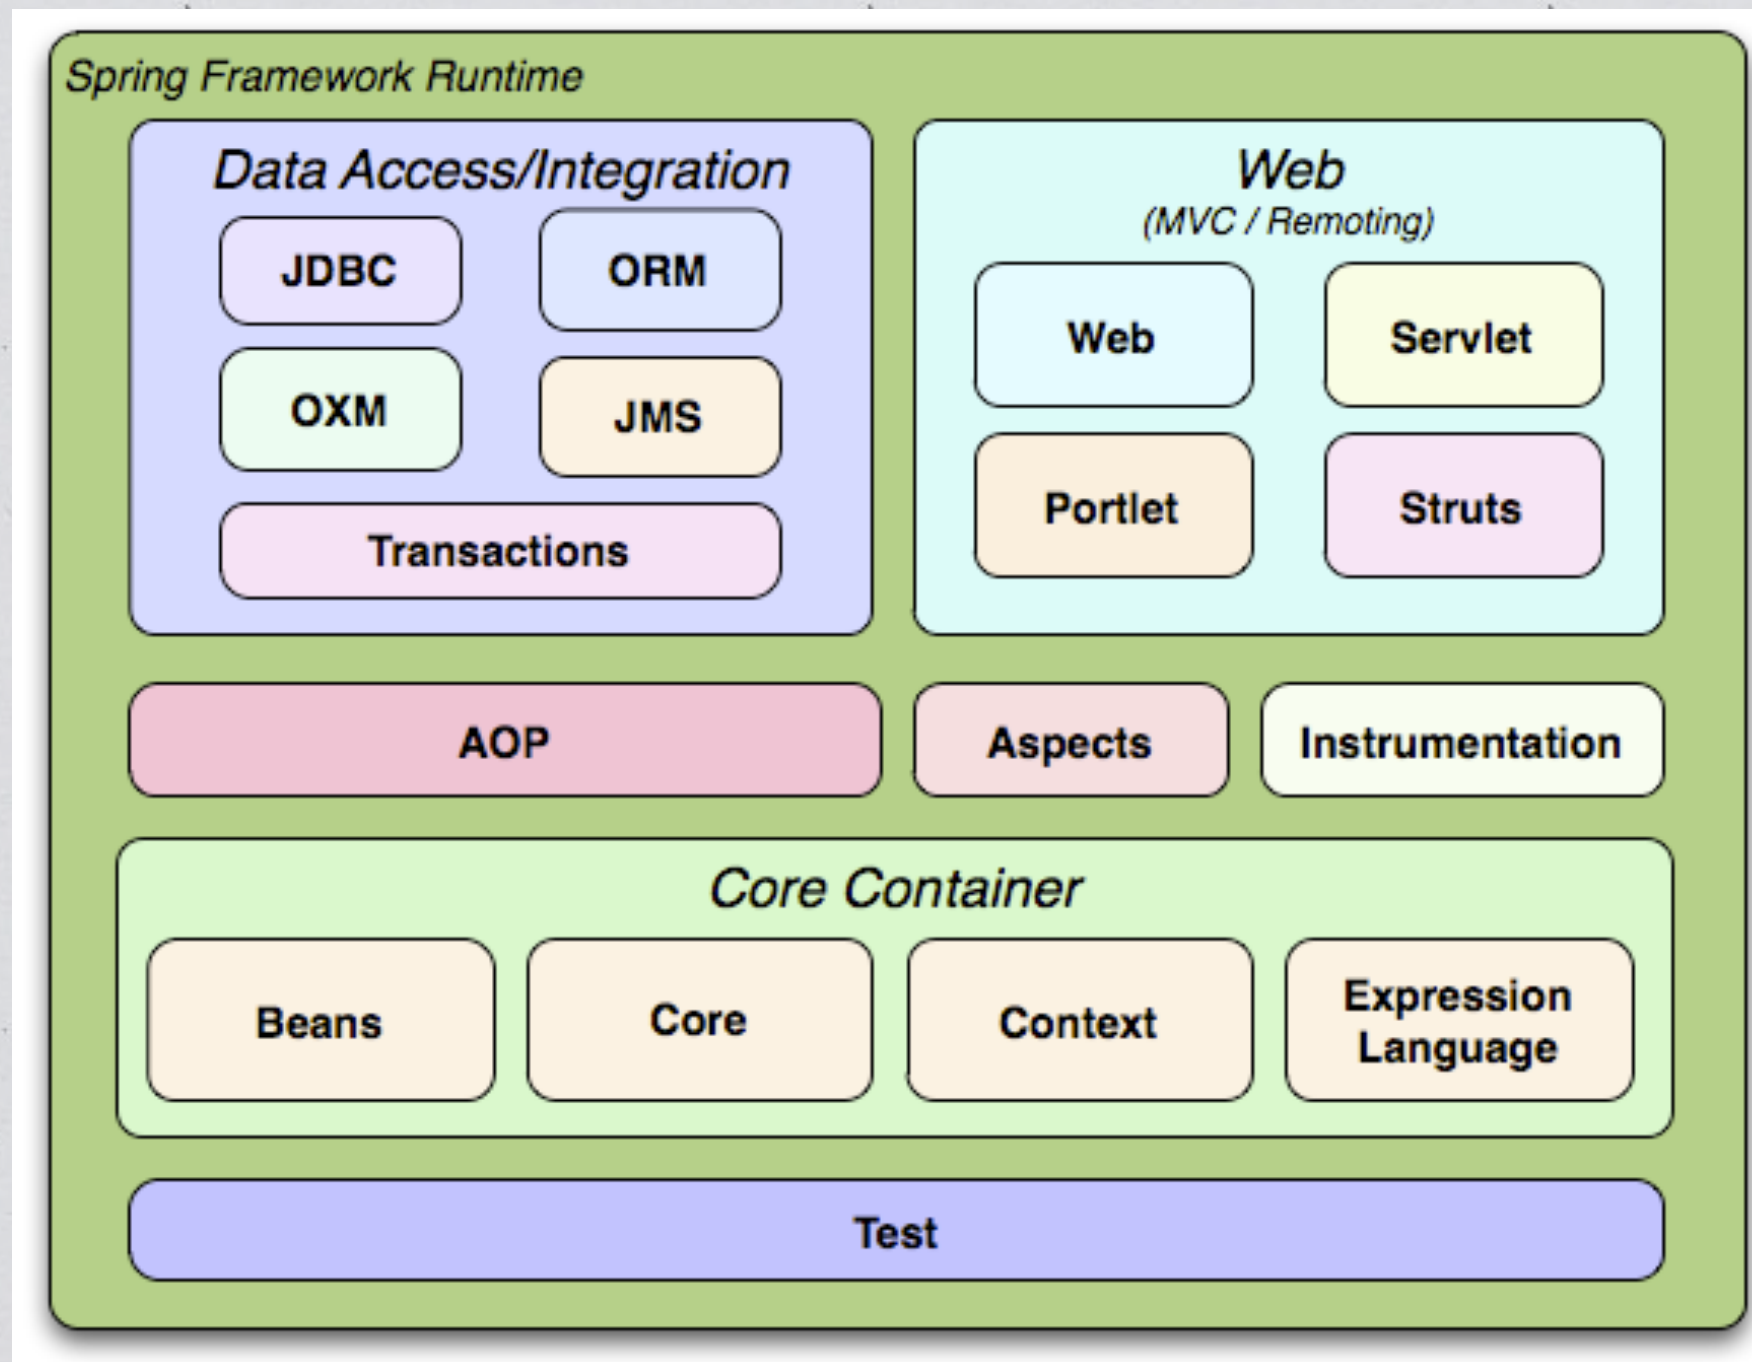 Spring Framework Runtime
Data Access/Integration
JDBC
ORM
OXM
JMS
Transactions
Web
(MVC / Remoting)
Web
Servlet
Portlet
Struts
AOP
Aspects
Instrumentation
Core Container
Beans
Core
Context
Expression
Language
Test